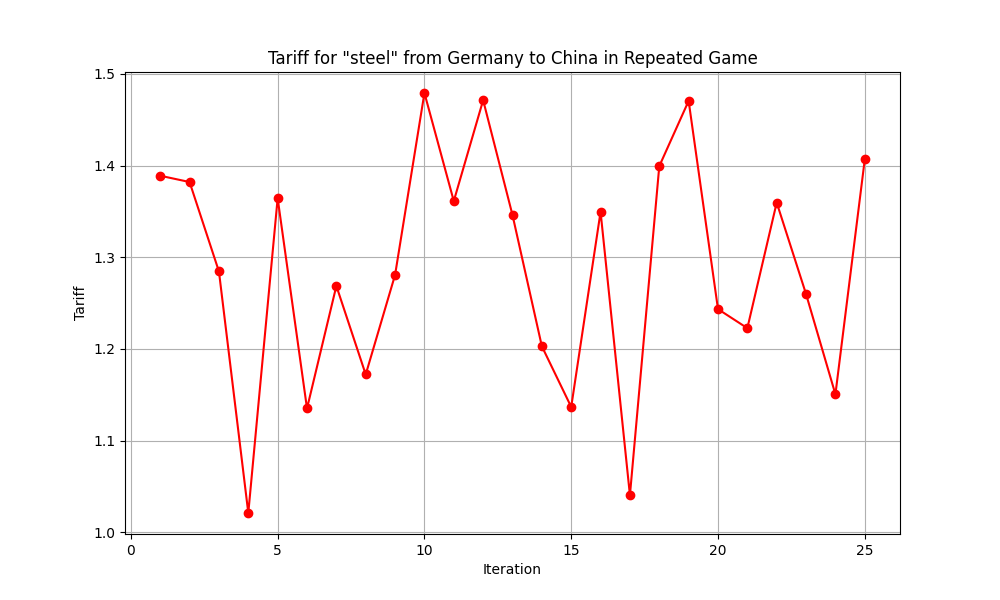 Tariff for "steel" from Germany to China in Repeated Game
1.5
1.4
1.3
1.2
1.1
1.0
Tariff
0 5 10 15 20 25
Iteration